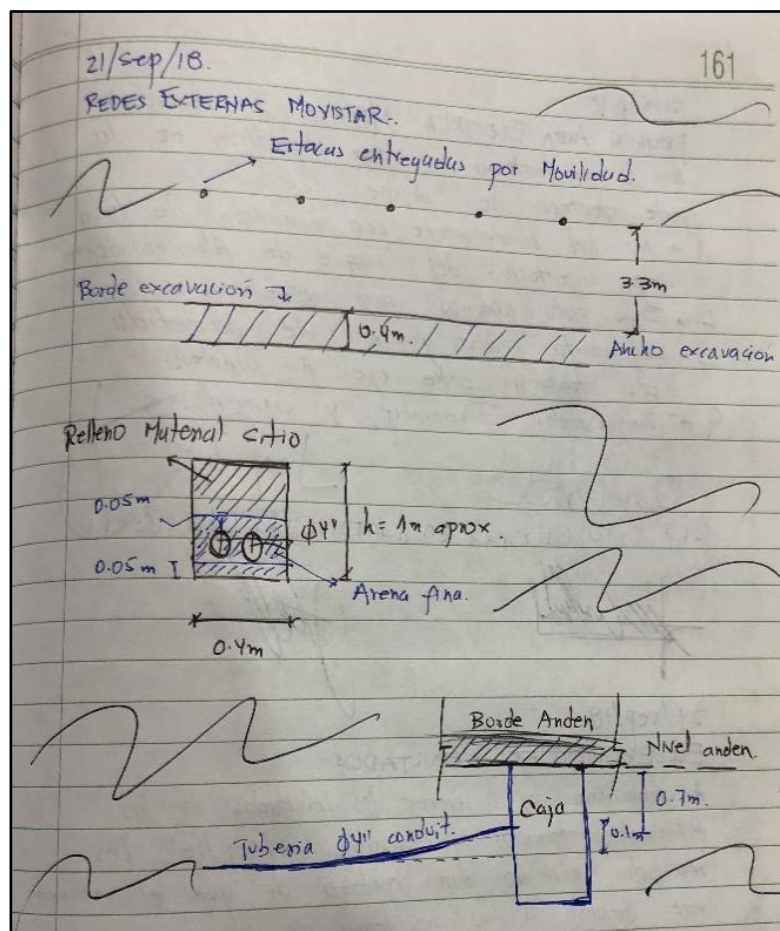 161
21/sep/18.
REDES EXTERNAS MOVISTAR.
Estacas entregadas por Movilidad.
3.3m
Borde excavación
0.4m.
Ancho excavación
Relleno Material sitio
0.05m
Φ4"
h= 1m aprox.
0.05m
Arena fina.
0.4m
Borde Anden
Nivel anden.
Caja
0.7m.
0.1m
Tuberia Φ4" conduit.